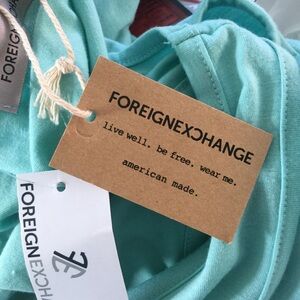 FOREIGNEXCHANGE
live well. be free. wear me.
american made.
FOREIGNEXCHANGE
FOREIGN